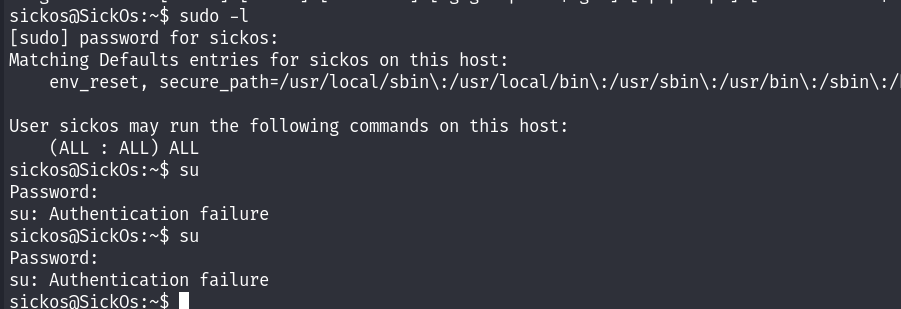 sickos@SickOs:~$ sudo -l
[sudo] password for sickos:
Matching Defaults entries for sickos on this host:
    env_reset, secure_path=/usr/local/sbin\:/usr/local/bin\:/usr/sbin\:/usr/bin\:/sbin\:/
User sickos may run the following commands on this host:
    (ALL : ALL) ALL
sickos@SickOs:~$ su
Password:
su: Authentication failure
sickos@SickOs:~$ su
Password:
su: Authentication failure
sickos@SickOs:~$